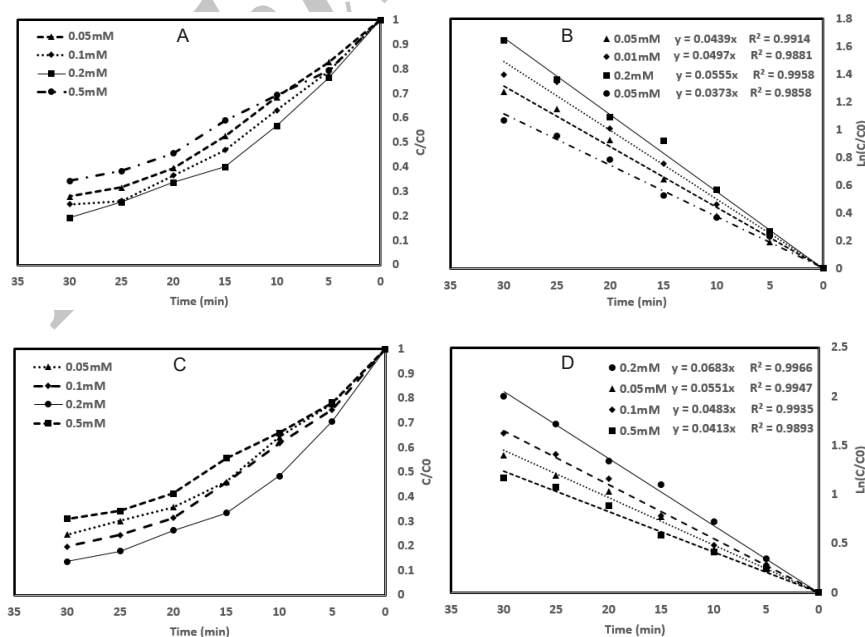 A
0.05mM
0.1mM
0.2mM
0.5mM
1
0.9
0.8
0.7
0.6
0.5
0.4
0.3
0.2
0.1
0
C/C0
35 30 25 20 15 10 5 0
Time (min)
B
0.05mM y = 0.0439x R² = 0.9914
0.01mM y = 0.0497x R² = 0.9881
0.2mM y = 0.0555x R² = 0.9958
0.05mM y = 0.0373x R² = 0.9858
1.8
1.6
1.4
1.2
1
0.8
0.6
0.4
0.2
0
Ln(C/C0)
35 30 25 20 15 10 5 0
Time (min)
C
0.05mM
0.1mM
0.2mM
0.5mM
1
0.9
0.8
0.7
0.6
0.5
0.4
0.3
0.2
0.1
0
C/C0
35 30 25 20 15 10 5 0
Time (min)
D
0.2mM y = 0.0683x R² = 0.9966
0.05mM y = 0.0551x R² = 0.9947
0.1mM y = 0.0483x R² = 0.9935
0.5mM y = 0.0413x R² = 0.9893
2.5
2
1.5
1
0.5
0
Ln(C/C0)
35 30 25 20 15 10 5 0
Time (min)